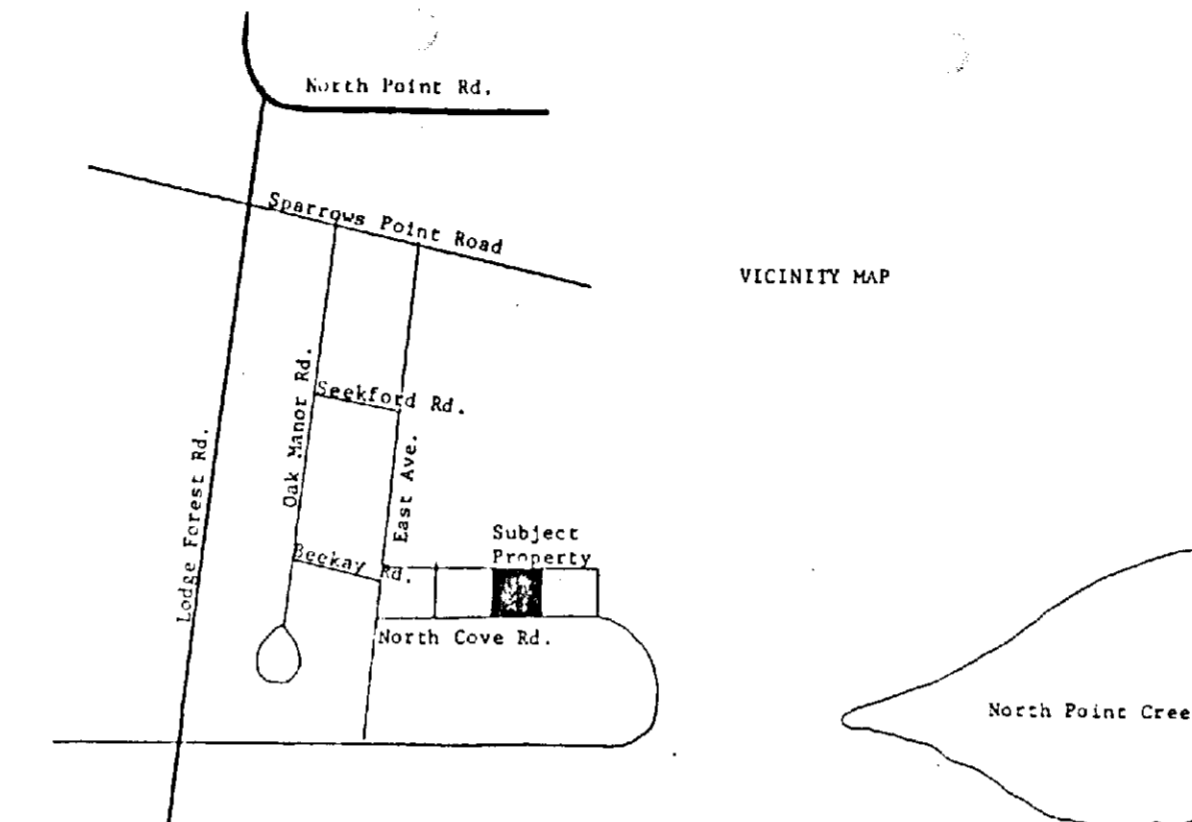 North Point Rd.
Sparrows Point Road
VICINITY MAP
Oak Manor Rd.
Seekford Rd.
Lodge Forest Rd.
East Ave.
Subject
Property
Beckay Rd.
North Cove Rd.
North Point Cree